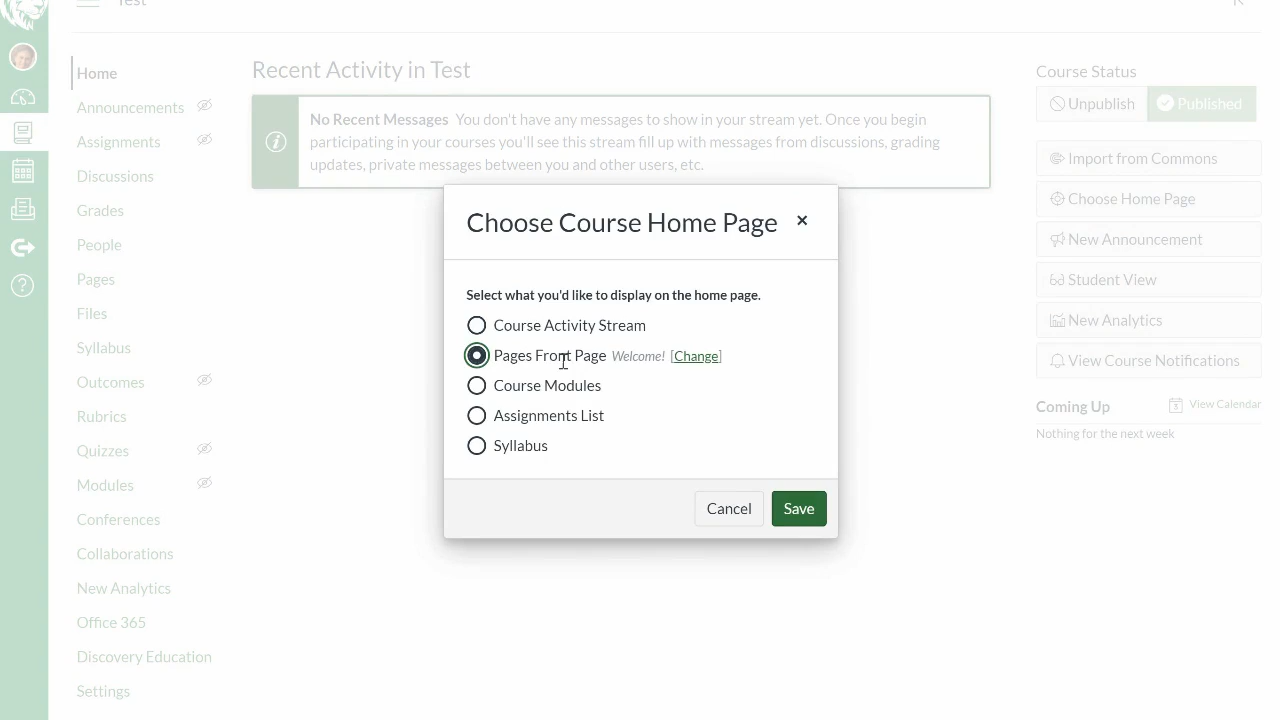 Test
Home
Announcements
Assignments
Discussions
Grades
People
Pages
Files
Syllabus
Outcomes
Rubrics
Quizzes
Modules
Conferences
Collaborations
New Analytics
Office 365
Discovery Education
Settings
Recent Activity in Test
No Recent Messages You don't have any messages to show in your stream yet. Once you begin
participating in your courses you'll see this stream fill up with messages from discussions, grading
updates, private messages between you and other users, etc.
Choose Course Home Page
Select what you'd like to display on the home page.
Course Activity Stream
Pages Front Page Welcome! [Change]
Course Modules
Assignments List
Syllabus
Cancel Save
Course Status
Unpublish Published
Import from Commons
Choose Home Page
New Announcement
Student View
New Analytics
View Course Notifications
Coming Up View Calendar
Nothing for the next week